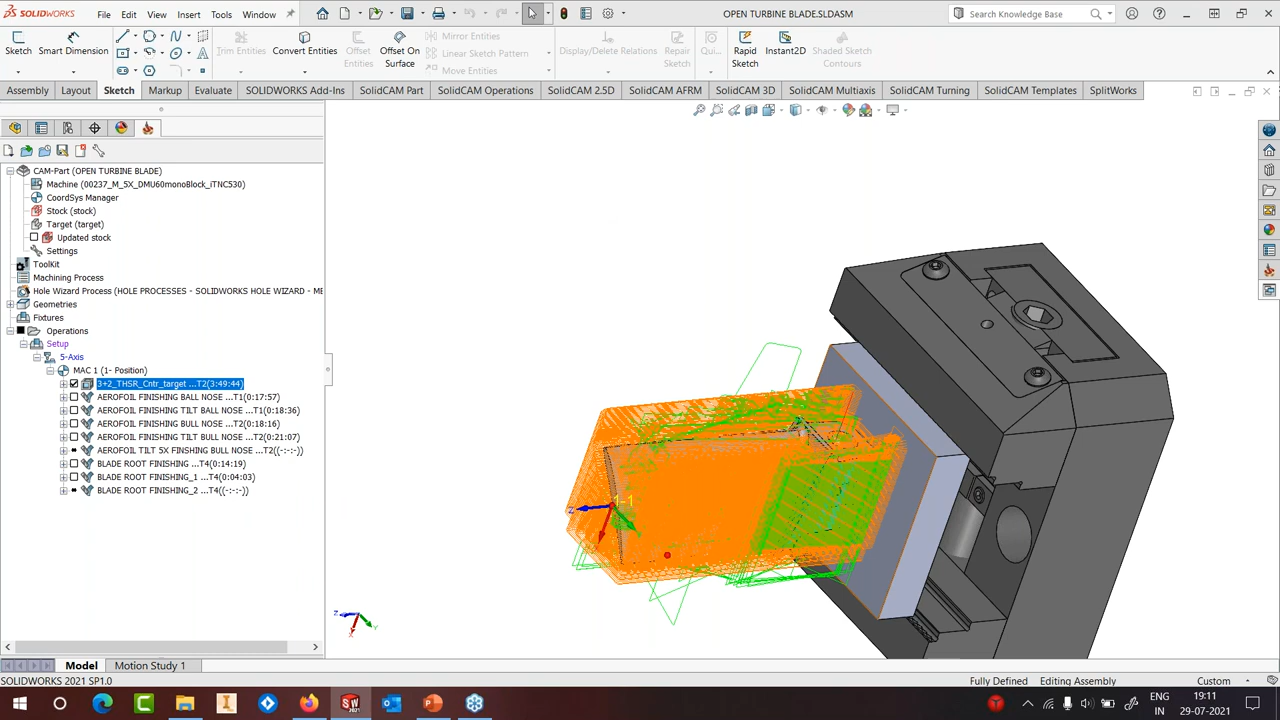 SOLIDWORKS File Edit View Insert Tools Window OPEN TURBINE BLADE.SLDASM Search Knowledge Base
Sketch Smart Dimension Trim Entities Convert Entities Offset Entities Offset On Surface Mirror Entities Linear Sketch Pattern Move Entities Display/Delete Relations Repair Sketch Qui... Rapid Sketch Instant2D Shaded Sketch Contours
Assembly Layout Sketch Markup Evaluate SOLIDWORKS Add-Ins SolidCAM Part SolidCAM Operations SolidCAM 2.5D SolidCAM AFRM SolidCAM 3D SolidCAM Multiaxis SolidCAM Turning SolidCAM Templates SplitWorks
CAM-Part (OPEN TURBINE BLADE)
Machine (00237_M_5X_DMU60monoBlock_iTNC530)
CoordSys Manager
Stock (stock)
Target (target)
Updated stock
Settings
ToolKit
Machining Process
Hole Wizard Process (HOLE PROCESSES - SOLIDWORKS HOLE WIZARD - ME
Geometries
Fixtures
Operations
Setup
5-Axis
MAC 1 (1- Position)
3+2_THSR_Cntr_target ...T2(3:49:44)
AEROFOIL FINISHING BALL NOSE ...T1(0:17:57)
AEROFOIL FINISHING TILT BALL NOSE ...T1(0:18:36)
AEROFOIL FINISHING BULL NOSE ...T2(0:18:16)
AEROFOIL FINISHING TILT BULL NOSE ...T2(0:21:07)
AEROFOIL TILT 5X FINSHING BULL NOSE ...T2((-:-:-))
BLADE ROOT FINISHING ...T4(0:14:19)
BLADE ROOT FINISHING_1 ...T4(0:04:03)
BLADE ROOT FINISHING_2 ...T4((-:-:-))
1-1
Z
Z X Y
Model Motion Study 1
SOLIDWORKS 2021 SP1.0 Fully Defined Editing Assembly Custom
ENG 19:11
IN 29-07-2021